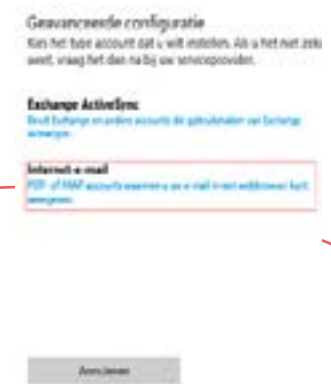 Geavanceerde configuratie
Kies het type account dat u wilt instellen. Als u het niet zeke
weet, vraag het dan na bij uw serviceprovider.
Exchange ActiveSync
Exchange en andere accounts die gebruikmaken van Exchange
Internet-e-mail
POP- of IMAP-accounts waarmee u uw e-mail in een webbrowser kunt
weergeven.
Annuleren